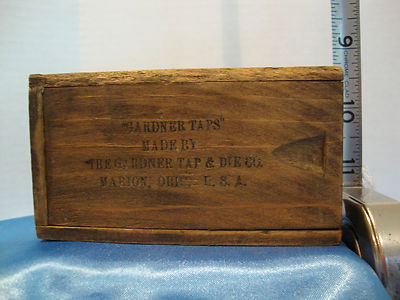 "GARDNER TAPS"
MADE BY
THE GARDNER TAP & DIE CO.
MARION, OHIO, U. S. A.
9
10
11